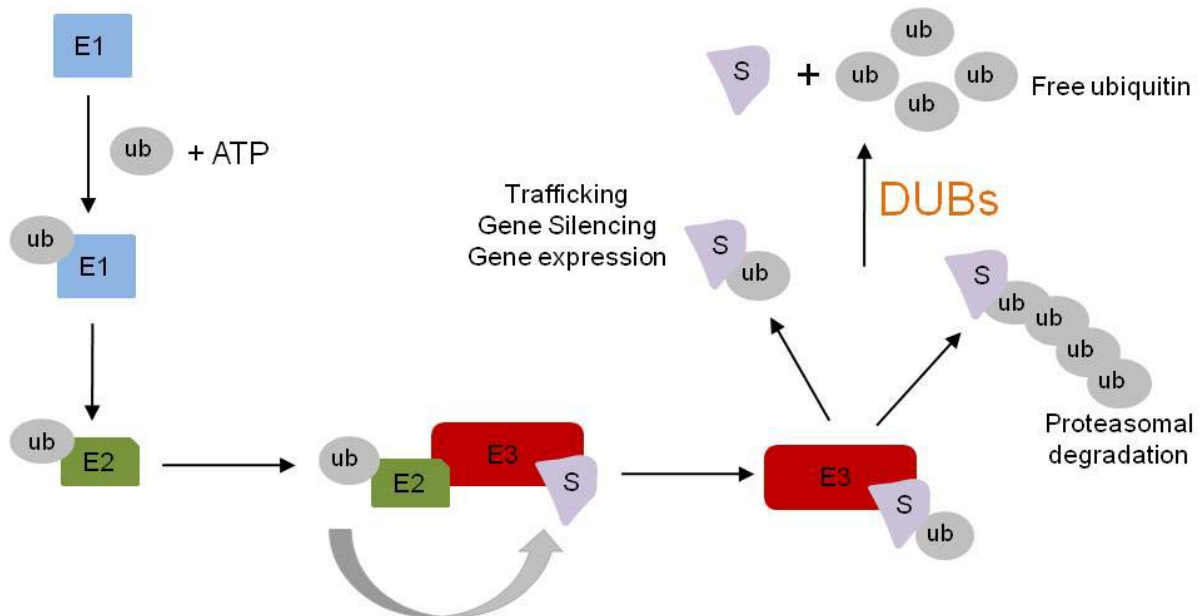 E1
ub
+ ATP
ub
E1
ub
E2
ub
E2
E3
S
E3
S
ub
Trafficking
Gene Silencing
Gene expression
S
ub
DUBs
S
+
ub
ub
ub
ub
Free ubiquitin
S
ub
ub
ub
ub
Proteasomal
degradation